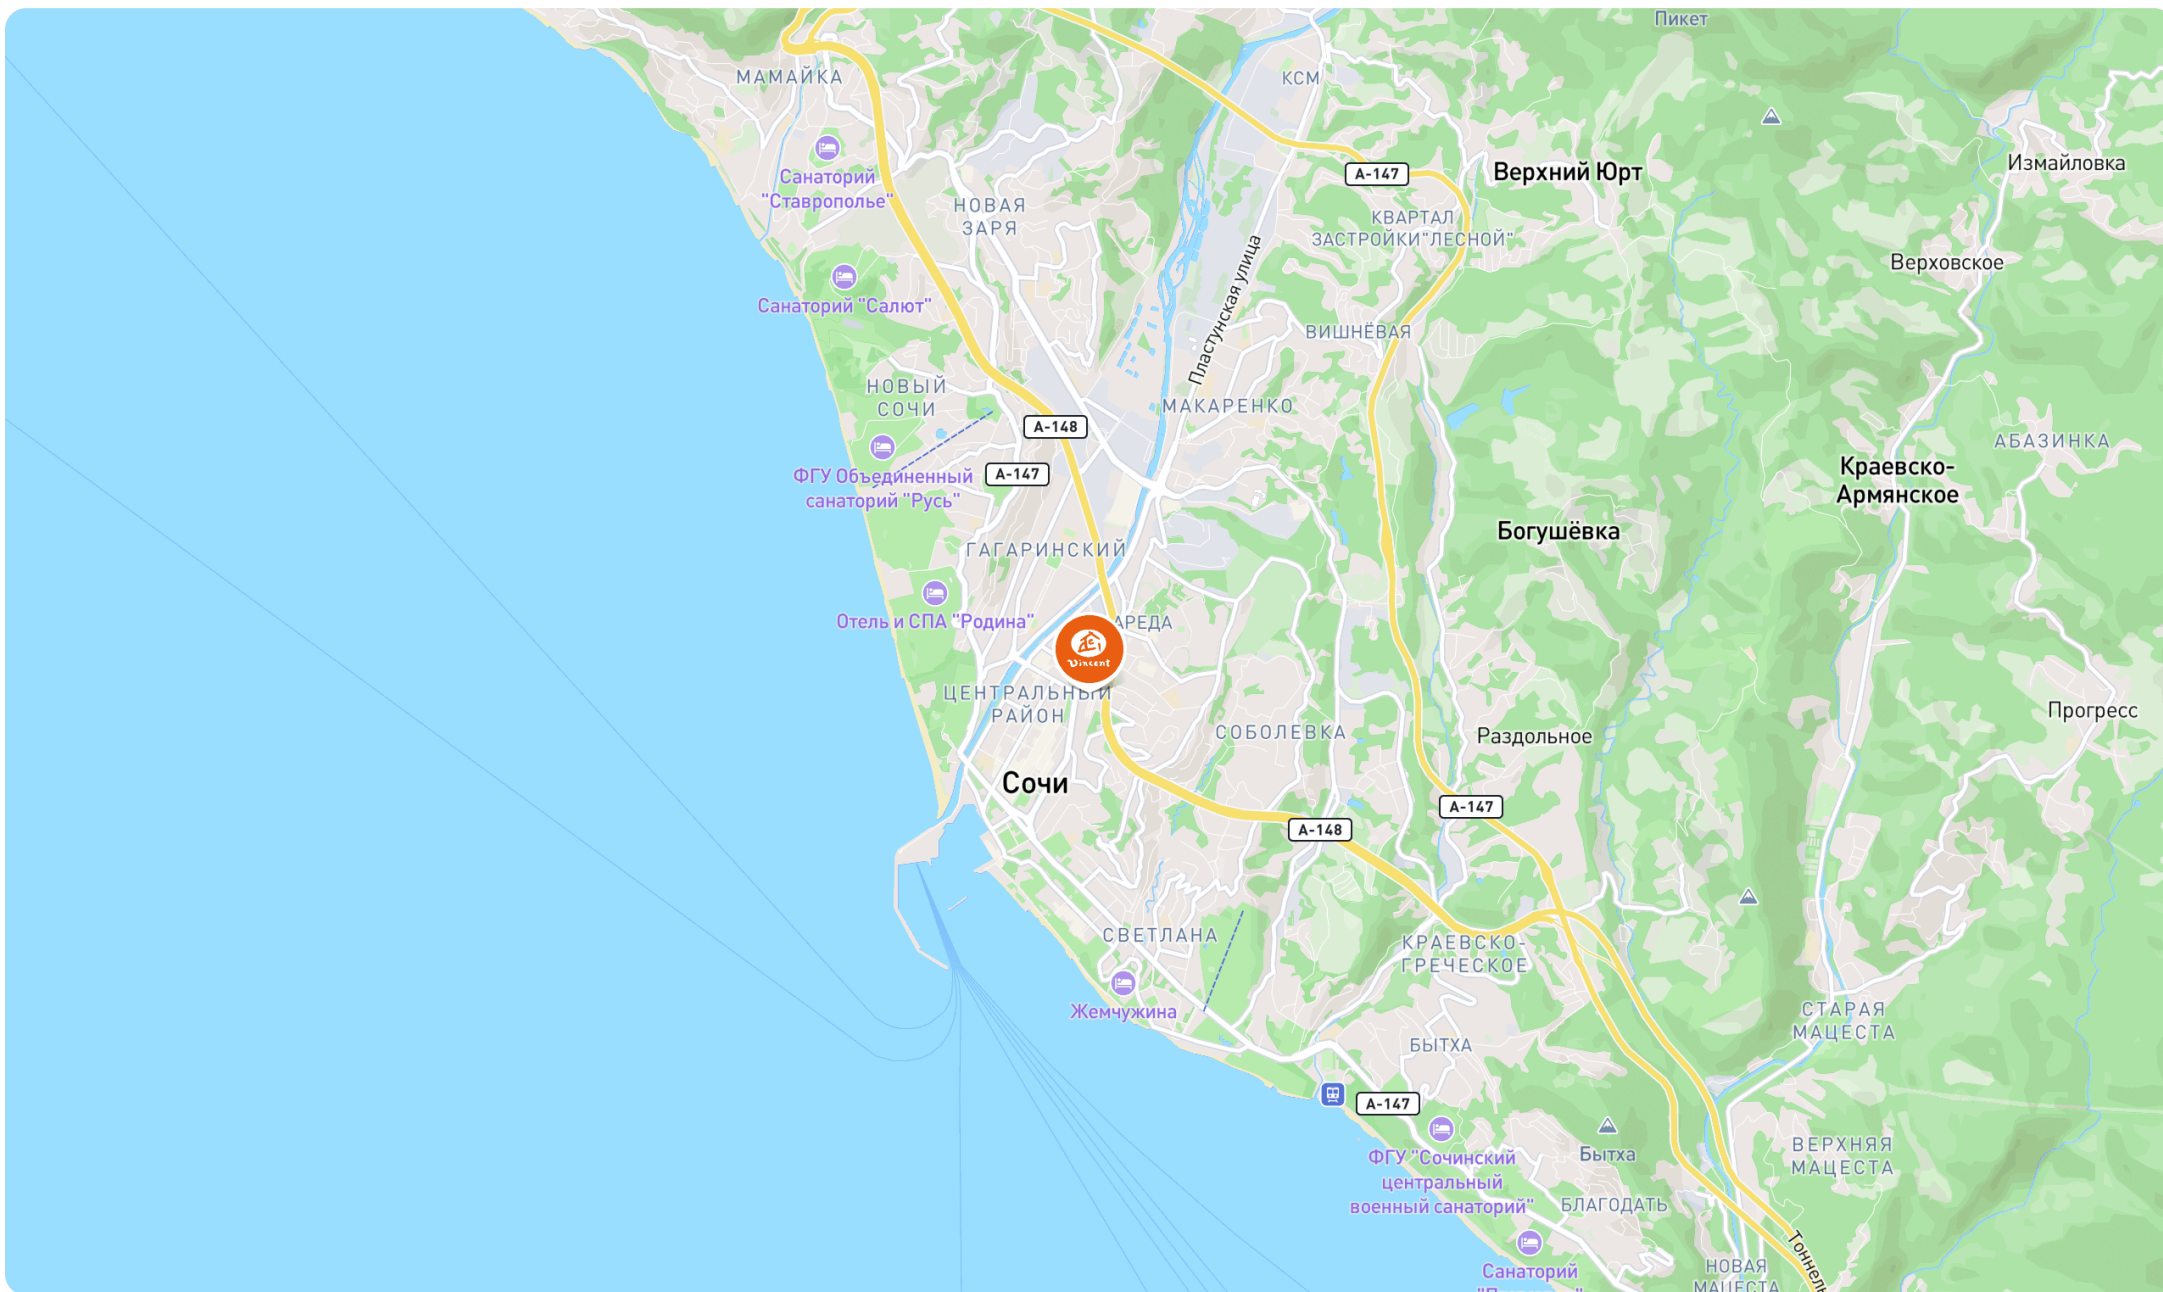 Пикет
МАМАЙКА
КСМ
Санаторий
"Ставрополье"
А-147
Верхний Юрт
Измайловка
НОВАЯ
ЗАРЯ
КВАРТАЛ
ЗАСТРОЙКИ"ЛЕСНОЙ"
Верховское
Санаторий "Салют"
Пластунская улица
ВИШНЁВАЯ
НОВЫЙ
СОЧИ
МАКАРЕНКО
А-148
АБАЗИНКА
ФГУ Объединенный
санаторий "Русь"
А-147
Краевско-
Армянское
Богушёвка
ГАГАРИНСКИЙ
Отель и СПА "Родина"
АРЕДА
Vincent
ЦЕНТРАЛЬНЫЙ
РАЙОН
Прогресс
СОБОЛЕВКА
Раздольное
Сочи
А-147
А-148
СВЕТЛАНА
КРАЕВСКО-
ГРЕЧЕСКОЕ
Жемчужина
СТАРАЯ
МАЦЕСТА
БЫТХА
А-147
ФГУ "Сочинский
центральный
военный санаторий"
Бытха
ВЕРХНЯЯ
МАЦЕСТА
БЛАГОДАТЬ
Санаторий
НОВАЯ
МАЦЕСТА
Тоннель